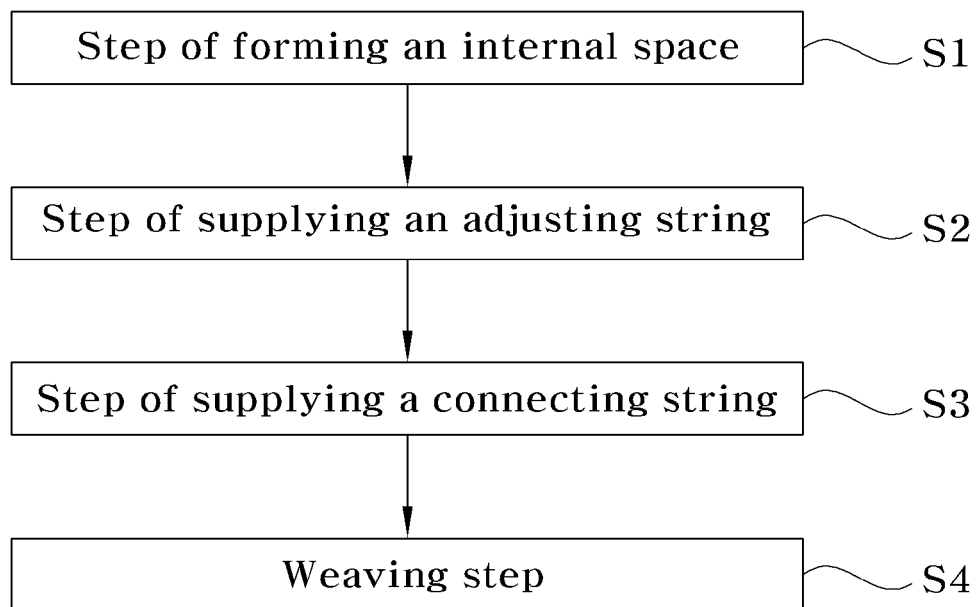 Step of forming an internal space
S1
Step of supplying an adjusting string
S2
Step of supplying a connecting string
S3
Weaving step
S4